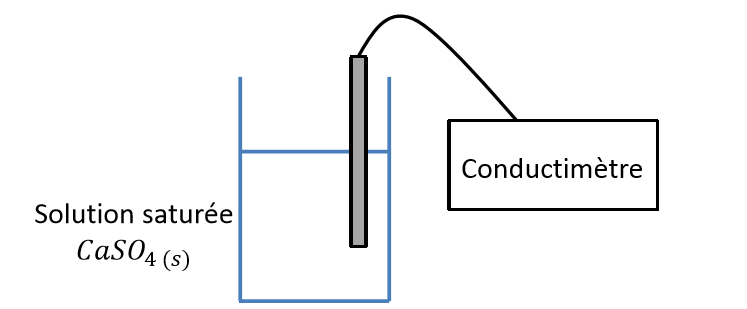 Conductimètre
Solution saturée
CaSO₄ (s)